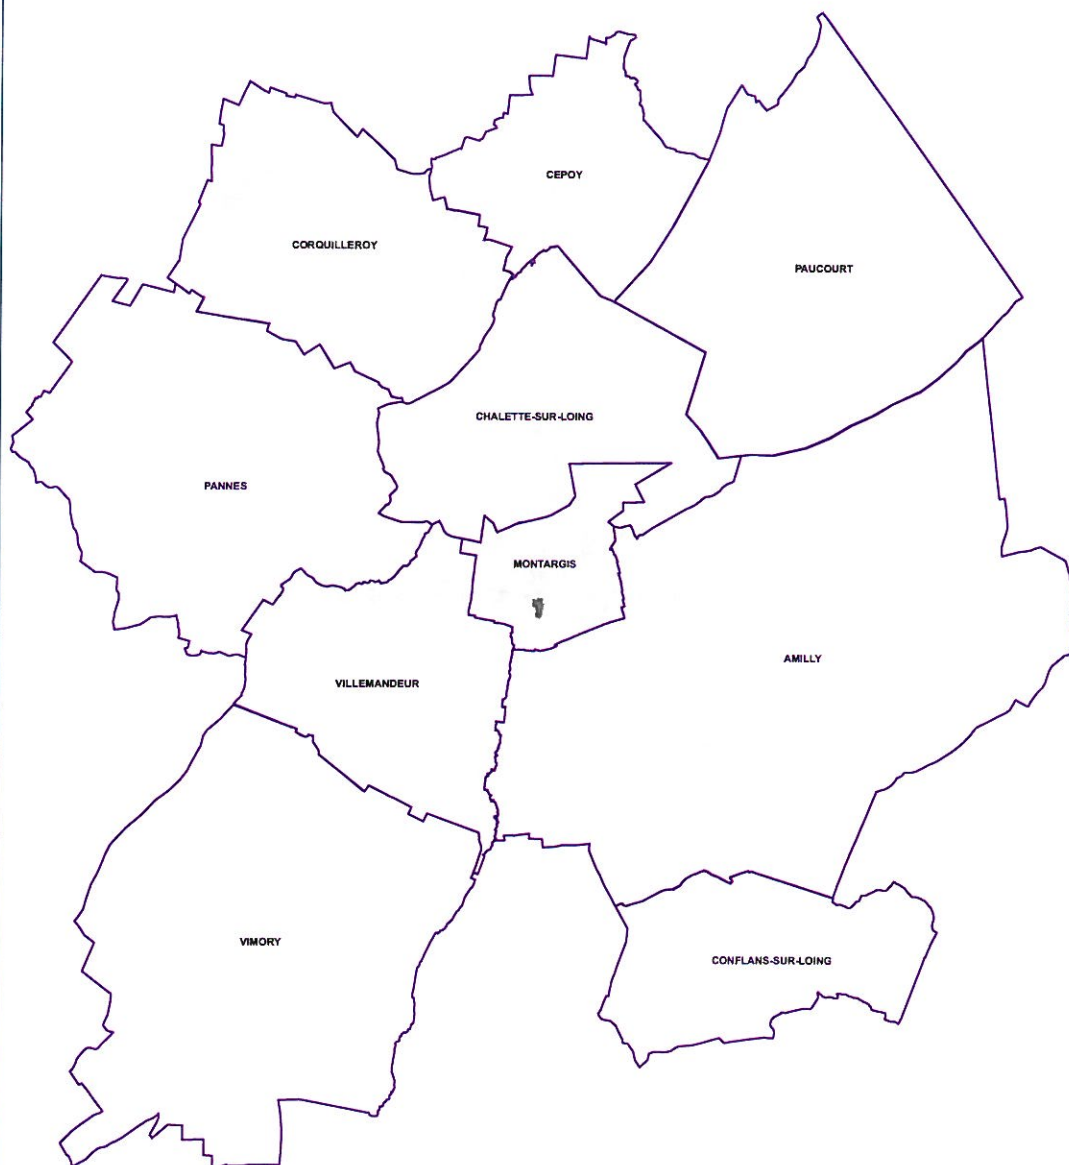 CEPOY
CORQUILLEROY
PAUCOURT
CHALETTE-SUR-LOING
PANNES
MONTARGIS
AMILLY
VILLEMANDEUR
VIMORY
CONFLANS-SUR-LOING